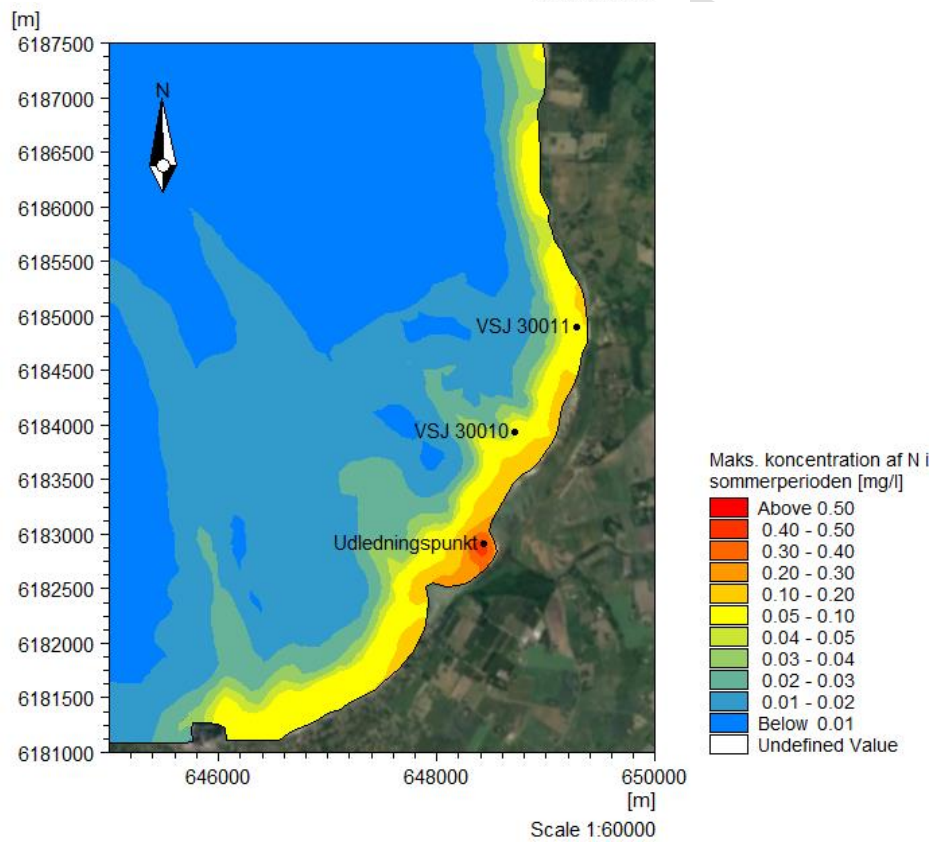 [m]
6187500
6187000
6186500
6186000
6185500
6185000
6184500
6184000
6183500
6183000
6182500
6182000
6181500
6181000
N
VSJ 30011
VSJ 30010
Udledningspunkt
646000
648000
650000
[m]
Scale 1:60000
Maks. koncentration af N i
sommerperioden [mg/l]
Above 0.50
0.40 - 0.50
0.30 - 0.40
0.20 - 0.30
0.10 - 0.20
0.05 - 0.10
0.04 - 0.05
0.03 - 0.04
0.02 - 0.03
0.01 - 0.02
Below 0.01
Undefined Value